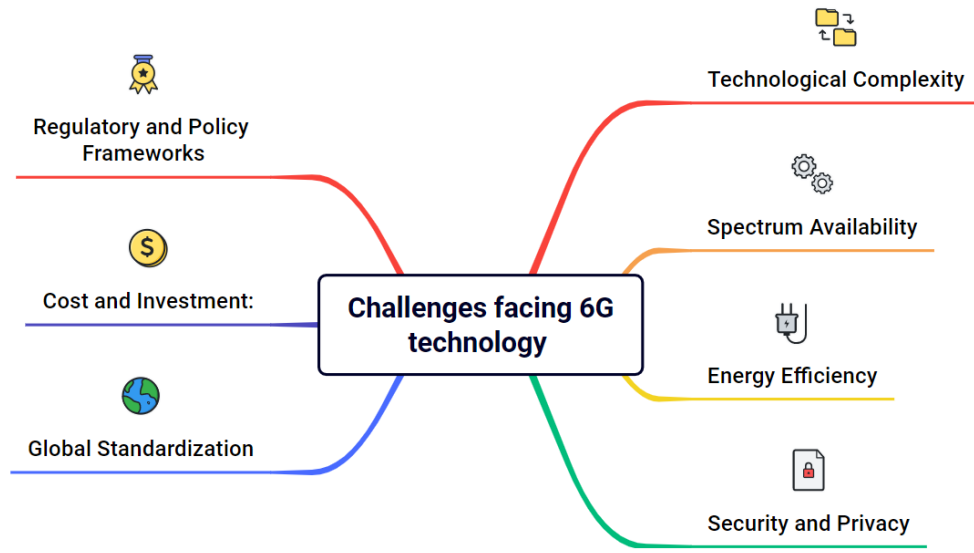 Challenges facing 6G
technology
Technological Complexity
Spectrum Availability
Energy Efficiency
Security and Privacy
Regulatory and Policy
Frameworks
$
Cost and Investment:
Global Standardization